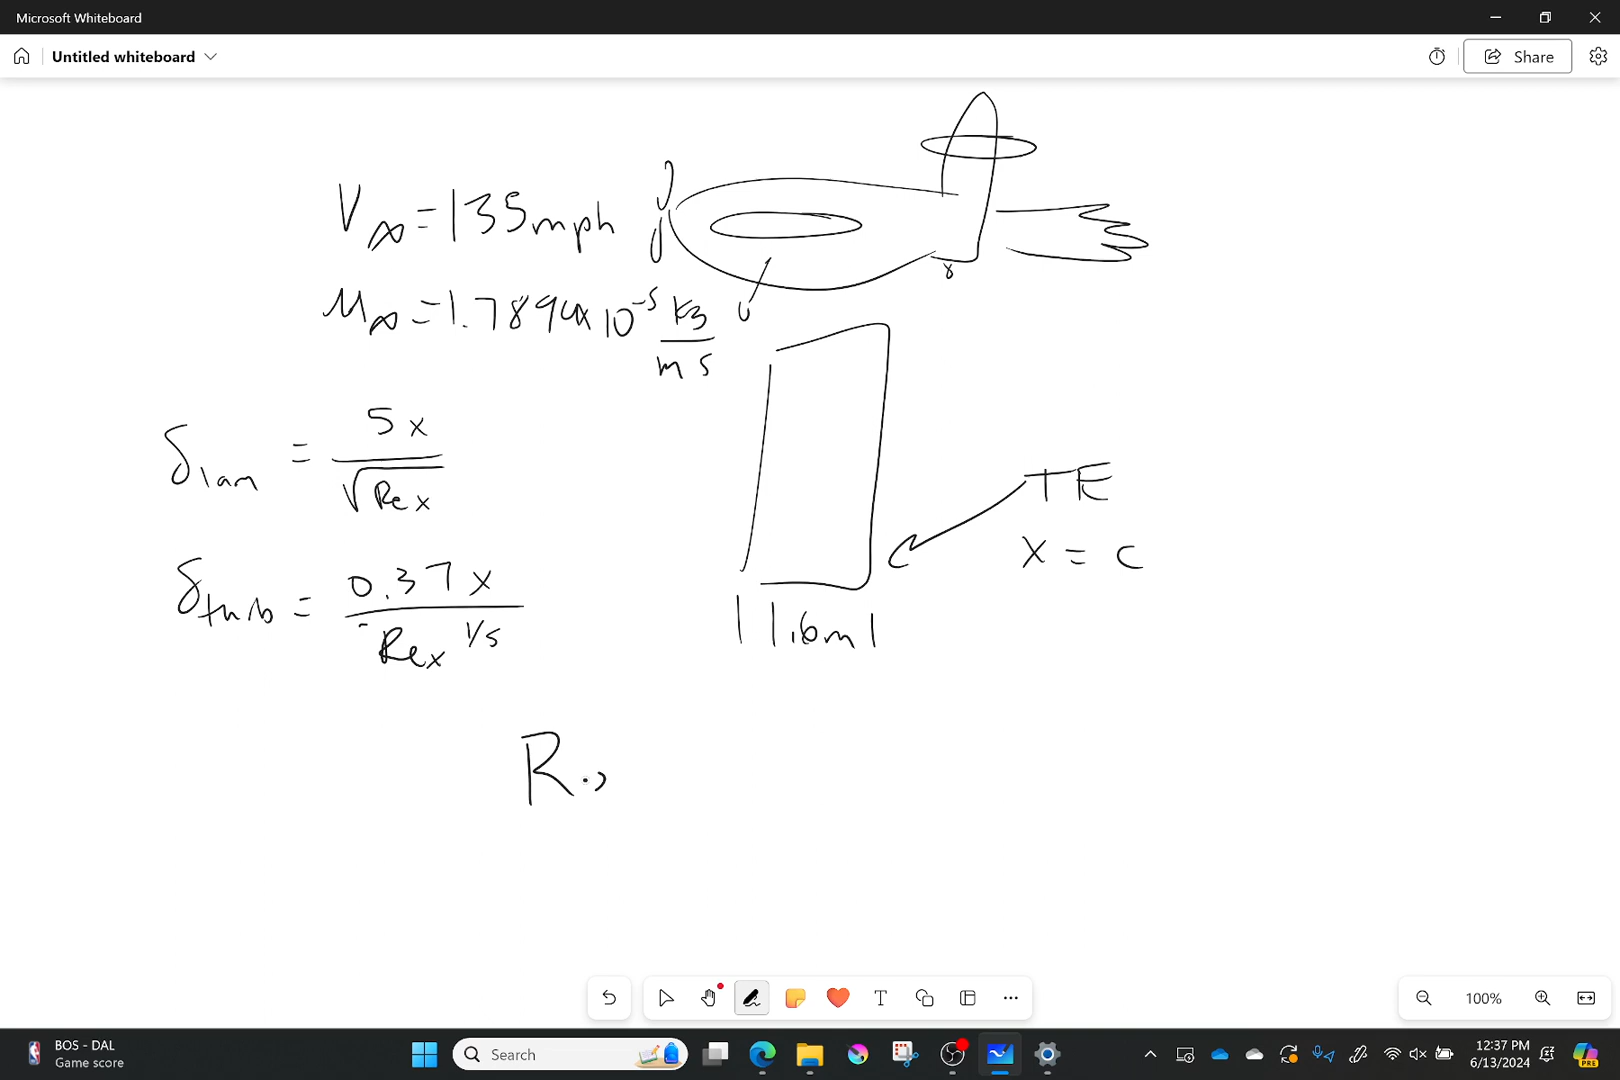 Microsoft Whiteboard
Untitled whiteboard
Share
V∞ = 135 mph
μ∞ = 1.7894 x 10^-5 kg / m s
δlam = 5x / √Rex
δturb = 0.37x / Rex^1/5
TE
x = c
1.6m
R
100%
BOS - DAL
Game score
Search
12:37 PM
6/13/2024
PRE